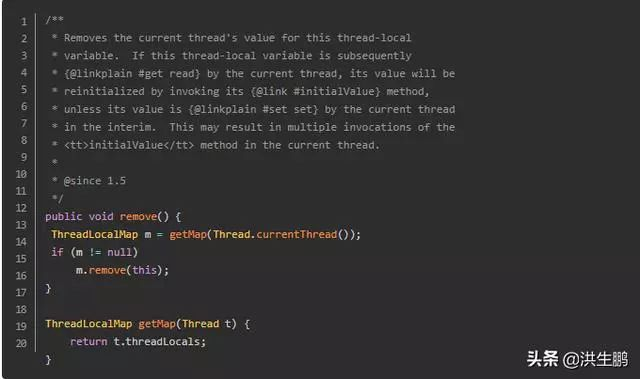 1 /**
2 * Removes the current thread's value for this thread-local
3 * variable. If this thread-local variable is subsequently
4 * {@linkplain #get read} by the current thread, its value will be
5 * reinitialized by invoking its {@link #initialValue} method,
6 * unless its value is {@linkplain #set set} by the current thread
7 * in the interim. This may result in multiple invocations of the
8 * <tt>initialValue</tt> method in the current thread.
9 *
10 * @since 1.5
11 */
12 public void remove() {
13 ThreadLocalMap m = getMap(Thread.currentThread());
14 if (m != null)
15 m.remove(this);
16 }
17
18 ThreadLocalMap getMap(Thread t) {
19 return t.threadLocals;
20 }
头条 @洪生鹏